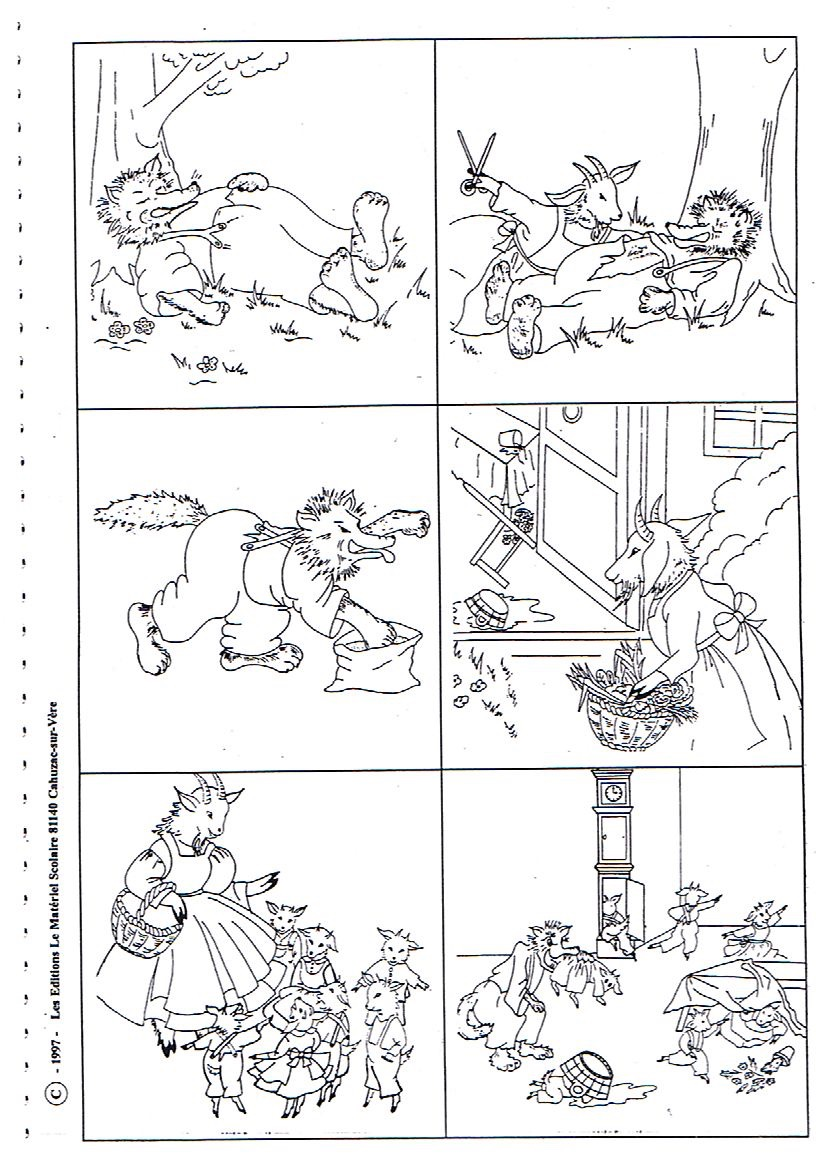 © - 1997 - Les Editions Le Matériel Scolaire 81140 Cahuzac-sur-Vère